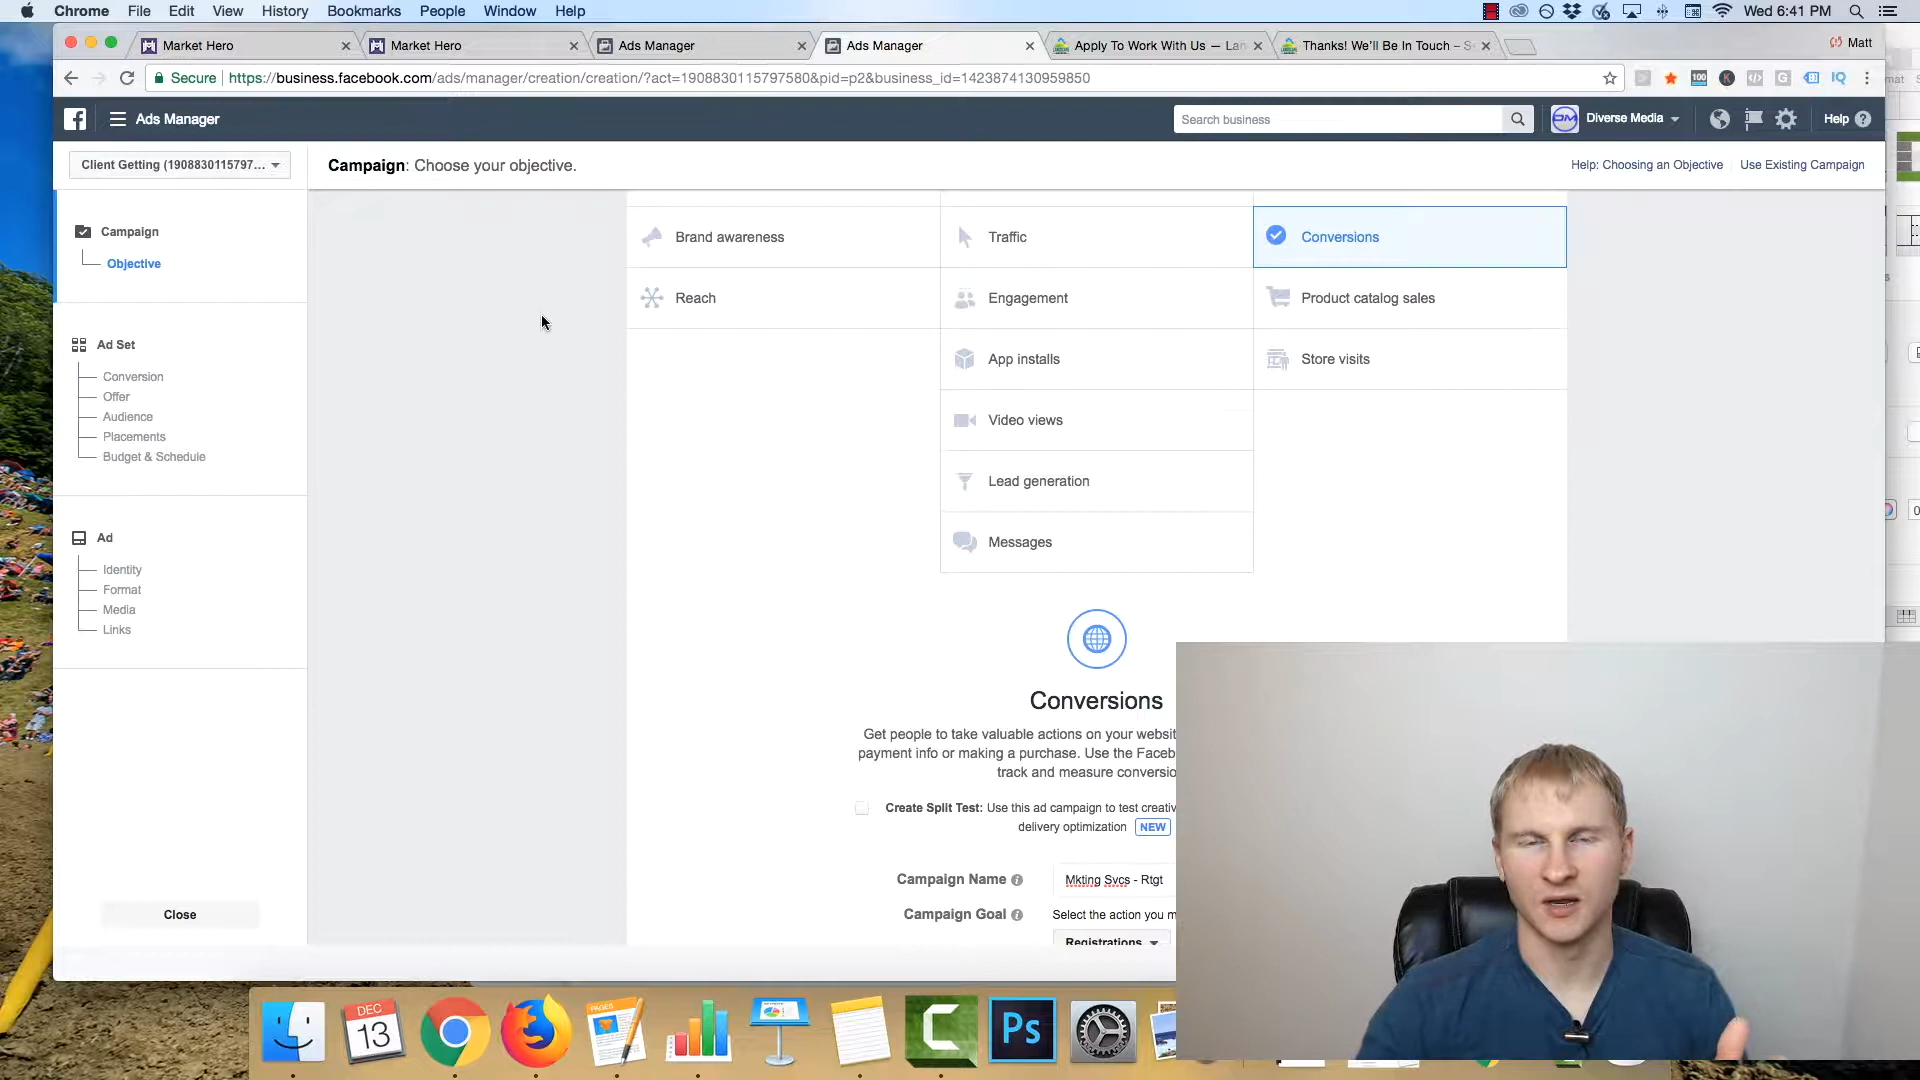 Chrome File Edit View History Bookmarks People Window Help
Wed 6:41 PM
Market Hero
Market Hero
Ads Manager
Ads Manager
Apply To Work With Us — Lan
Thanks! We'll Be In Touch – S
Matt
Secure https://business.facebook.com/ads/manager/creation/creation/?act=1908830115797580&pid=p2&business_id=1423874130959850
100
K
G
IQ
Ads Manager
Search business
DM
Diverse Media
Help
Client Getting (1908830115797...
Campaign: Choose your objective.
Help: Choosing an Objective
Use Existing Campaign
Campaign
Objective
Ad Set
Conversion
Offer
Audience
Placements
Budget & Schedule
Ad
Identity
Format
Media
Links
Close
Brand awareness
Traffic
Conversions
Reach
Engagement
Product catalog sales
App installs
Store visits
Video views
Lead generation
Messages
Conversions
Get people to take valuable actions on your websit
payment info or making a purchase. Use the Faceb
track and measure conversio
Create Split Test: Use this ad campaign to test creativ
delivery optimization NEW
Campaign Name
Mkting Svcs - Rtgt
Campaign Goal
Select the action you m
Registrations
DEC
13
PAGES
Ps